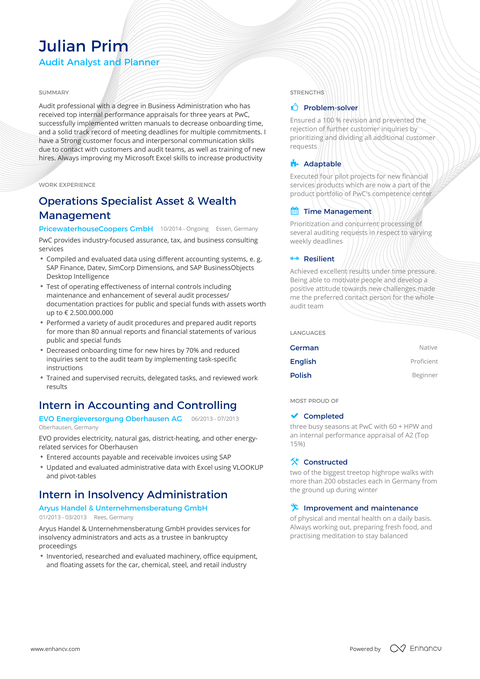 Julian Prim
Audit Analyst and Planner
SUMMARY
Audit professional with a degree in Business Administration who has
received top internal performance appraisals for three years at PwC,
successfully implemented written manuals to decrease onboarding time,
and a solid track record of meeting deadlines for multiple commitments. I
have a Strong customer focus and interpersonal communication skills
due to contact with customers and audit teams, as well as training of new
hires. Always improving my Microsoft Excel skills to increase productivity
WORK EXPERIENCE
Operations Specialist Asset & Wealth
Management
PricewaterhouseCoopers GmbH 10/2014 - Ongoing Essen, Germany
PwC provides industry-focused assurance, tax, and business consulting
services
• Compiled and evaluated data using different accounting systems, e. g.
SAP Finance, Datev, SimCorp Dimensions, and SAP BusinessObjects
Desktop Intelligence
• Test of operating effectiveness of internal controls including
maintenance and enhancement of several audit processes/
documentation practices for public and special funds with assets worth
up to € 2.500.000.000
• Performed a variety of audit procedures and prepared audit reports
for more than 80 annual reports and financial statements of various
public and special funds
• Decreased onboarding time for new hires by 70% and reduced
inquiries sent to the audit team by implementing task-specific
instructions
• Trained and supervised recruits, delegated tasks, and reviewed work
results
Intern in Accounting and Controlling
EVO Energieversorgung Oberhausen AG 06/2013 - 07/2013
Oberhausen, Germany
EVO provides electricity, natural gas, district-heating, and other energy-
related services for Oberhausen
• Entered accounts payable and receivable invoices using SAP
• Updated and evaluated administrative data with Excel using VLOOKUP
and pivot-tables
Intern in Insolvency Administration
Aryus Handel & Unternehmensberatung GmbH
01/2013 - 03/2013 Rees, Germany
Aryus Handel & Unternehmensberatung GmbH provides services for
insolvency administrators and acts as a trustee in bankruptcy
proceedings
• Inventoried, researched and evaluated machinery, office equipment,
and floating assets for the car, chemical, steel, and retail industry
STRENGTHS
Problem-solver
Ensured a 100 % revision and prevented the
rejection of further customer inquiries by
prioritizing and dividing all additional customer
requests
Adaptable
Executed four pilot projects for new financial
services products which are now a part of the
product portfolio of PwC's competence center
Time Management
Prioritization and concurrent processing of
several auditing requests in respect to varying
weekly deadlines
Resilient
Achieved excellent results under time pressure.
Being able to motivate people and develop a
positive attitude towards new challenges made
me the preferred contact person for the whole
audit team
LANGUAGES
German Native
English Proficient
Polish Beginner
MOST PROUD OF
Completed
three busy seasons at PwC with 60 + HPW and
an internal performance appraisal of A2 (Top
15%)
Constructed
two of the biggest treetop highrope walks with
more than 200 obstacles each in Germany from
the ground up during winter
Improvement and maintenance
of physical and mental health on a daily basis.
Always working out, preparing fresh food, and
practising meditation to stay balanced
www.enhancv.com
Powered by Enhancv